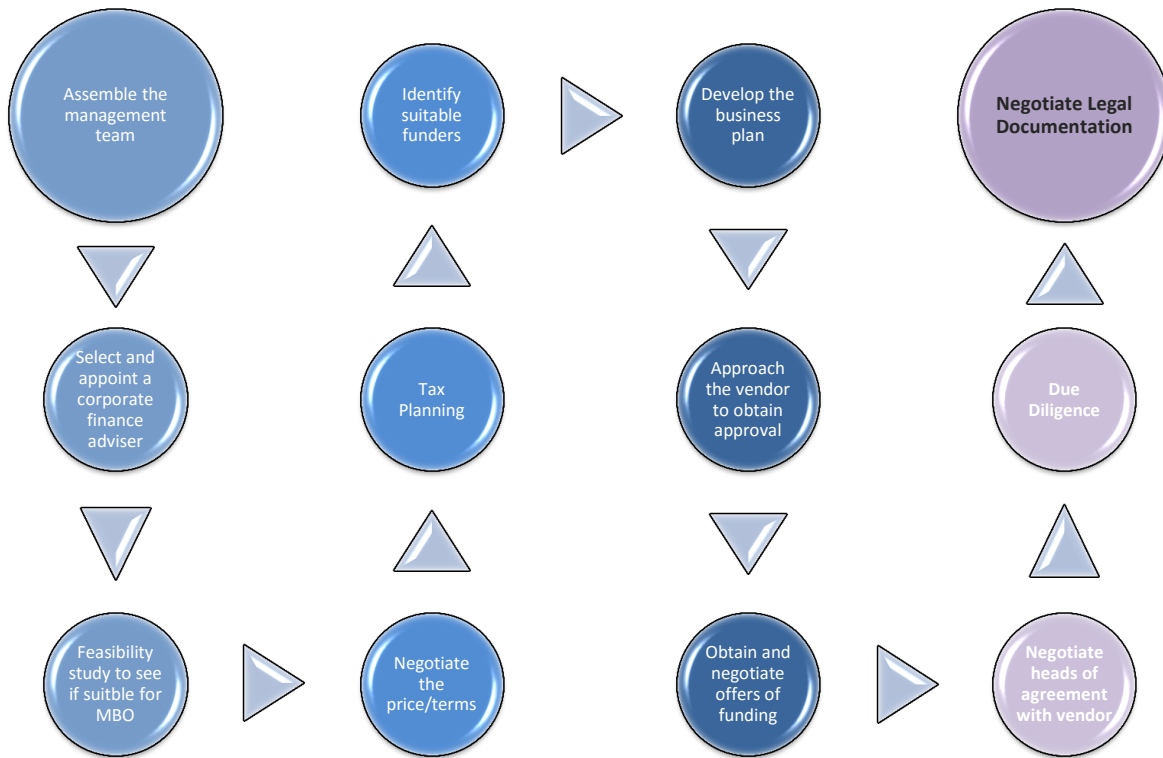 Assemble the
management
team
Select and
appoint a
corporate
finance
adviser
Feasibility
study to see
if suitble for
MBO
Negotiate
the
price/terms
Tax
Planning
Identify
suitable
funders
Develop the
business
plan
Approach
the vendor
to obtain
approval
Obtain and
negotiate
offers of
funding
Negotiate
heads of
agreement
with vendor
Due
Diligence
Negotiate Legal
Documentation